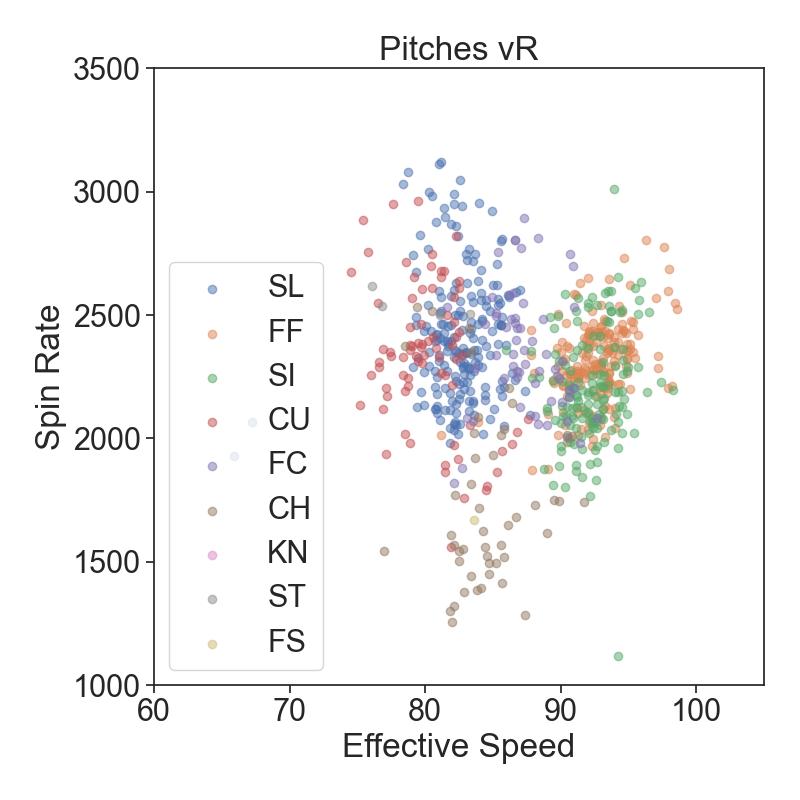 Pitches vR
3500
3000
2500
2000
1500
1000
Spin Rate
SL
FF
SI
CU
FC
CH
KN
ST
FS
60 70 80 90 100
Effective Speed